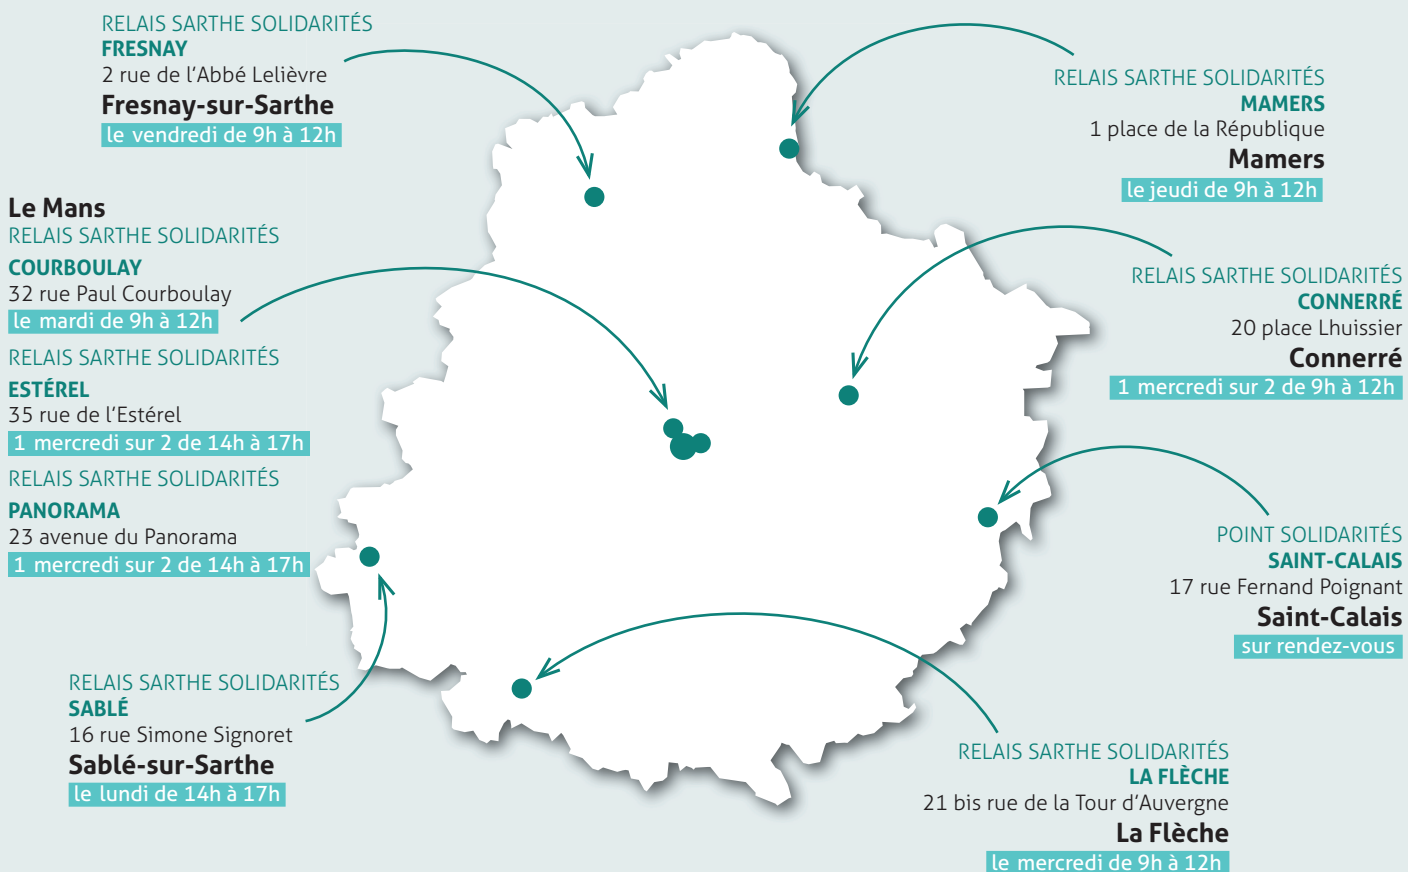 RELAIS SARTHE SOLIDARITÉS
FRESNAY
2 rue de l'Abbé Lelièvre
Fresnay-sur-Sarthe
le vendredi de 9h à 12h
Le Mans
RELAIS SARTHE SOLIDARITÉS
COURBOULAY
32 rue Paul Courboulay
le mardi de 9h à 12h
RELAIS SARTHE SOLIDARITÉS
ESTÉREL
35 rue de l'Estérel
1 mercredi sur 2 de 14h à 17h
RELAIS SARTHE SOLIDARITÉS
PANORAMA
23 avenue du Panorama
1 mercredi sur 2 de 14h à 17h
RELAIS SARTHE SOLIDARITÉS
SABLÉ
16 rue Simone Signoret
Sablé-sur-Sarthe
le lundi de 14h à 17h
RELAIS SARTHE SOLIDARITÉS
MAMERS
1 place de la République
Mamers
le jeudi de 9h à 12h
RELAIS SARTHE SOLIDARITÉS
CONNERRÉ
20 place Lhuissier
Connerré
1 mercredi sur 2 de 9h à 12h
POINT SOLIDARITÉS
SAINT-CALAIS
17 rue Fernand Poignant
Saint-Calais
sur rendez-vous
RELAIS SARTHE SOLIDARITÉS
LA FLÈCHE
21 bis rue de la Tour d'Auvergne
La Flèche
le mercredi de 9h à 12h